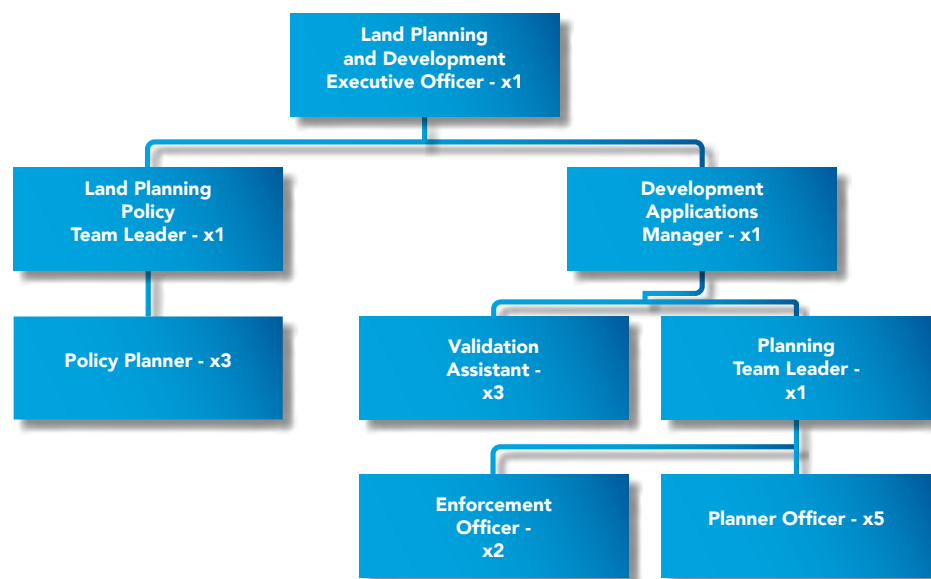 Land Planning
and Development
Executive Officer - x1
Land Planning
Policy
Team Leader - x1
Development
Applications
Manager - x1
Policy Planner - x3
Validation
Assistant -
x3
Planning
Team Leader -
x1
Enforcement
Officer -
x2
Planner Officer - x5